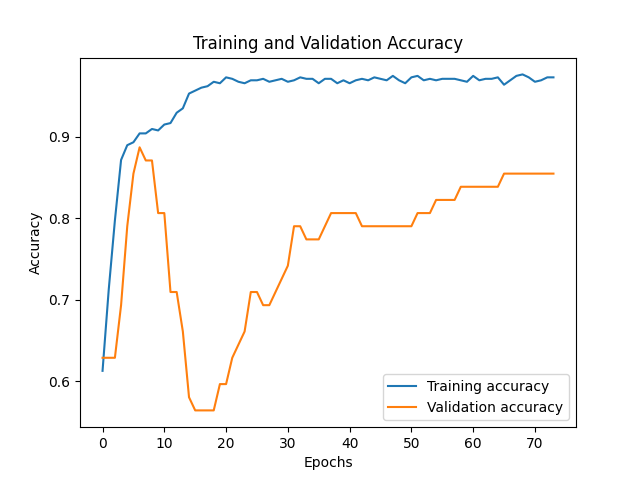 Training and Validation Accuracy
Accuracy
0.9
0.8
0.7
0.6
Training accuracy
Validation accuracy
0 10 20 30 40 50 60 70
Epochs